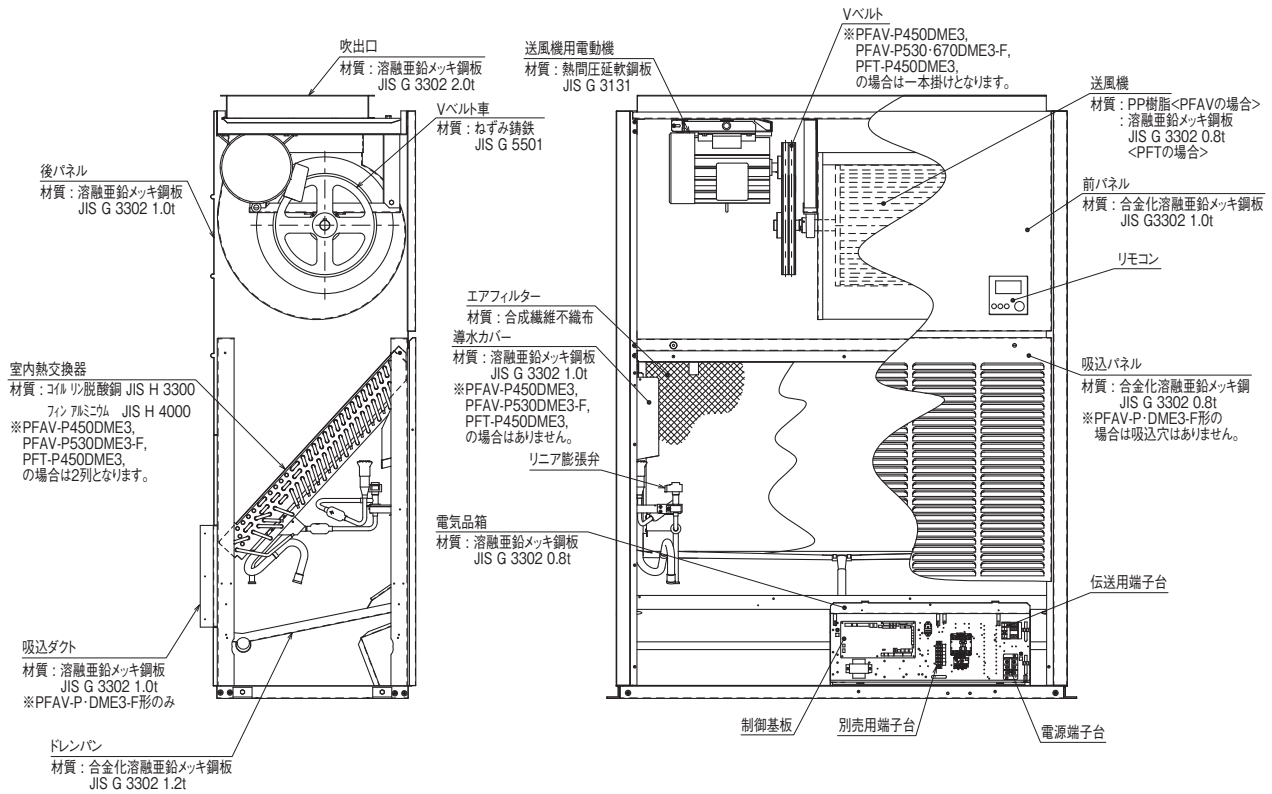 吹出口
材質：溶融亜鉛メッキ鋼板
JIS G 3302 2.0t
Vベルト車
材質：ねずみ鋳鉄
JIS G 5501
後パネル
材質：溶融亜鉛メッキ鋼板
JIS G 3302 1.0t
室内熱交換器
材質：コイル リン脱酸銅 JIS H 3300
フィン アルミニウム JIS H 4000
※PFAV-P450DME3,
PFAV-P530DME3-F,
PFT-P450DME3,
の場合は2列となります。
吸込ダクト
材質：溶融亜鉛メッキ鋼板
JIS G 3302 1.0t
※PFAV-P･DME3-F形のみ
ドレンパン
材質：合金化溶融亜鉛メッキ鋼板
JIS G 3302 1.2t
送風機用電動機
材質：熱間圧延軟鋼板
JIS G 3131
Vベルト
※PFAV-P450DME3,
PFAV-P530･670DME3-F,
PFT-P450DME3,
の場合は一本掛けとなります。
送風機
材質：PP樹脂<PFAVの場合>
：溶融亜鉛メッキ鋼板
JIS G 3302 0.8t
<PFTの場合>
前パネル
材質：合金化溶融亜鉛メッキ鋼板
JIS G3302 1.0t
リモコン
エアフィルター
材質：合成繊維不織布
導水カバー
材質：溶融亜鉛メッキ鋼板
JIS G 3302 1.0t
※PFAV-P450DME3,
PFAV-P530DME3-F,
PFT-P450DME3,
の場合はありません。
リニア膨張弁
吸込パネル
材質：合金化溶融亜鉛メッキ鋼
JIS G 3302 0.8t
※PFAV-P･DME3-F形の
場合は吸込穴はありません。
電気品箱
材質：溶融亜鉛メッキ鋼板
JIS G 3302 0.8t
伝送用端子台
制御基板
別売用端子台
電源端子台